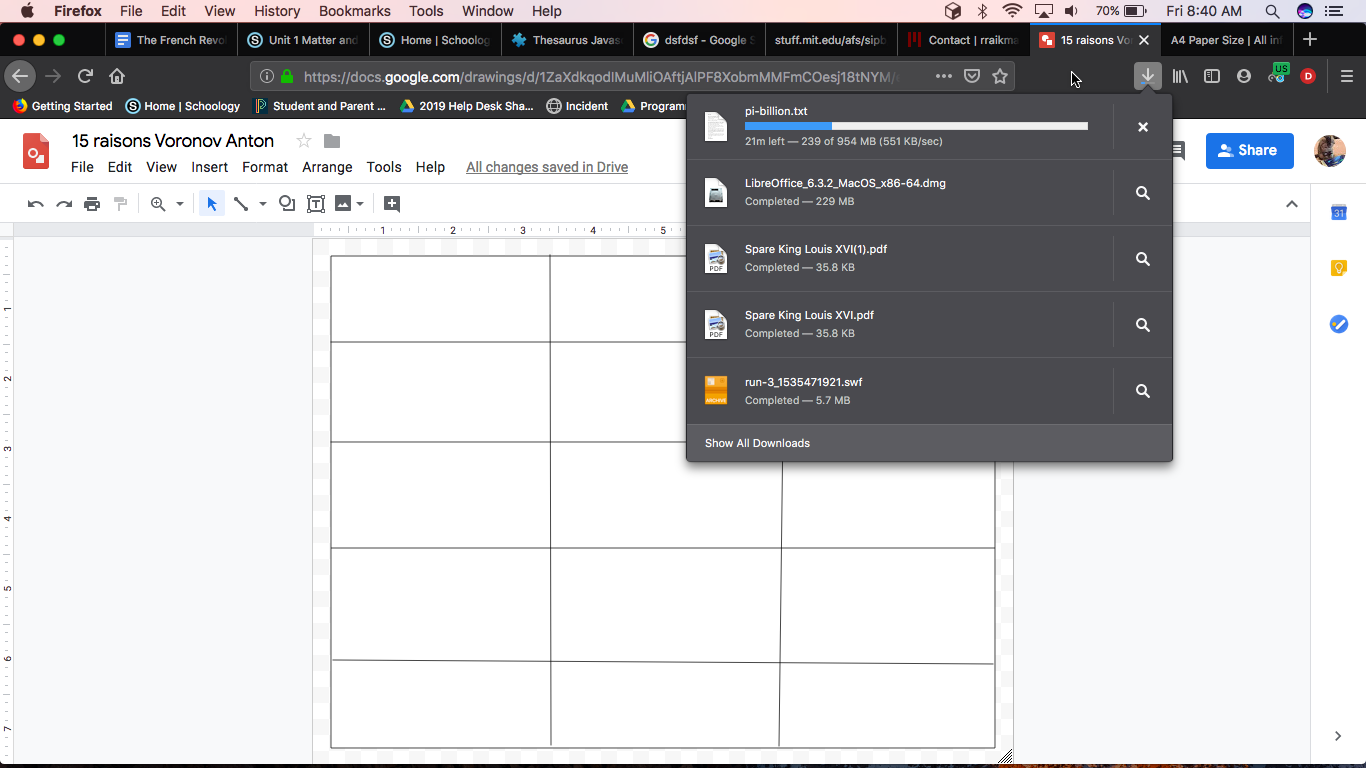 Firefox File Edit View History Bookmarks Tools Window Help 70% Fri 8:40 AM
The French Revo
Unit 1 Matter and
Home | Schoolog
Thesaurus Javas
dsfdsf - Google S
stuff.mit.edu/afs/sipb
Contact | rraikma
15 raisons Vor
A4 Paper Size | All in
https://docs.google.com/drawings/d/1ZaXdkqodIMuMliOAftjAlPF8XobmMMFmCOesj18tNYM/e
US
D
Getting Started
Home | Schoology
Student and Parent ...
2019 Help Desk Sha...
Incident
Program
pi-billion.txt
21m left — 239 of 954 MB (551 KB/sec)
LibreOffice_6.3.2_MacOS_x86-64.dmg
Completed — 229 MB
PDF
Spare King Louis XVI(1).pdf
Completed — 35.8 KB
PDF
Spare King Louis XVI.pdf
Completed — 35.8 KB
ARCHIVE
run-3_1535471921.swf
Completed — 5.7 MB
Show All Downloads
15 raisons Voronov Anton
File Edit View Insert Format Arrange Tools Help All changes saved in Drive
Share
31
1 2 3 4 5
1
2
3
4
5
6
7